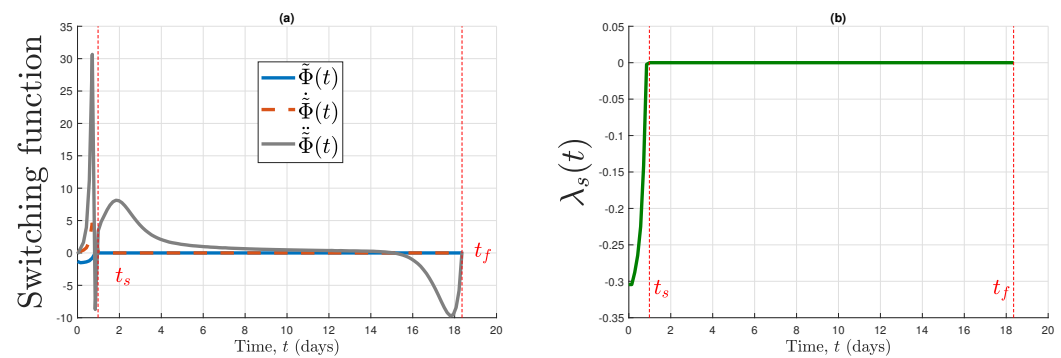 (a)
Switching function
35
30
25
20
15
10
5
0
-5
-10
Φ̃(t)
Φ̃̇(t)
Φ̃̈(t)
t_s
t_f
0 2 4 6 8 10 12 14 16 18 20
Time, t (days)
(b)
λ_s(t)
0.05
0
-0.05
-0.1
-0.15
-0.2
-0.25
-0.3
-0.35
t_s
t_f
0 2 4 6 8 10 12 14 16 18 20
Time, t (days)